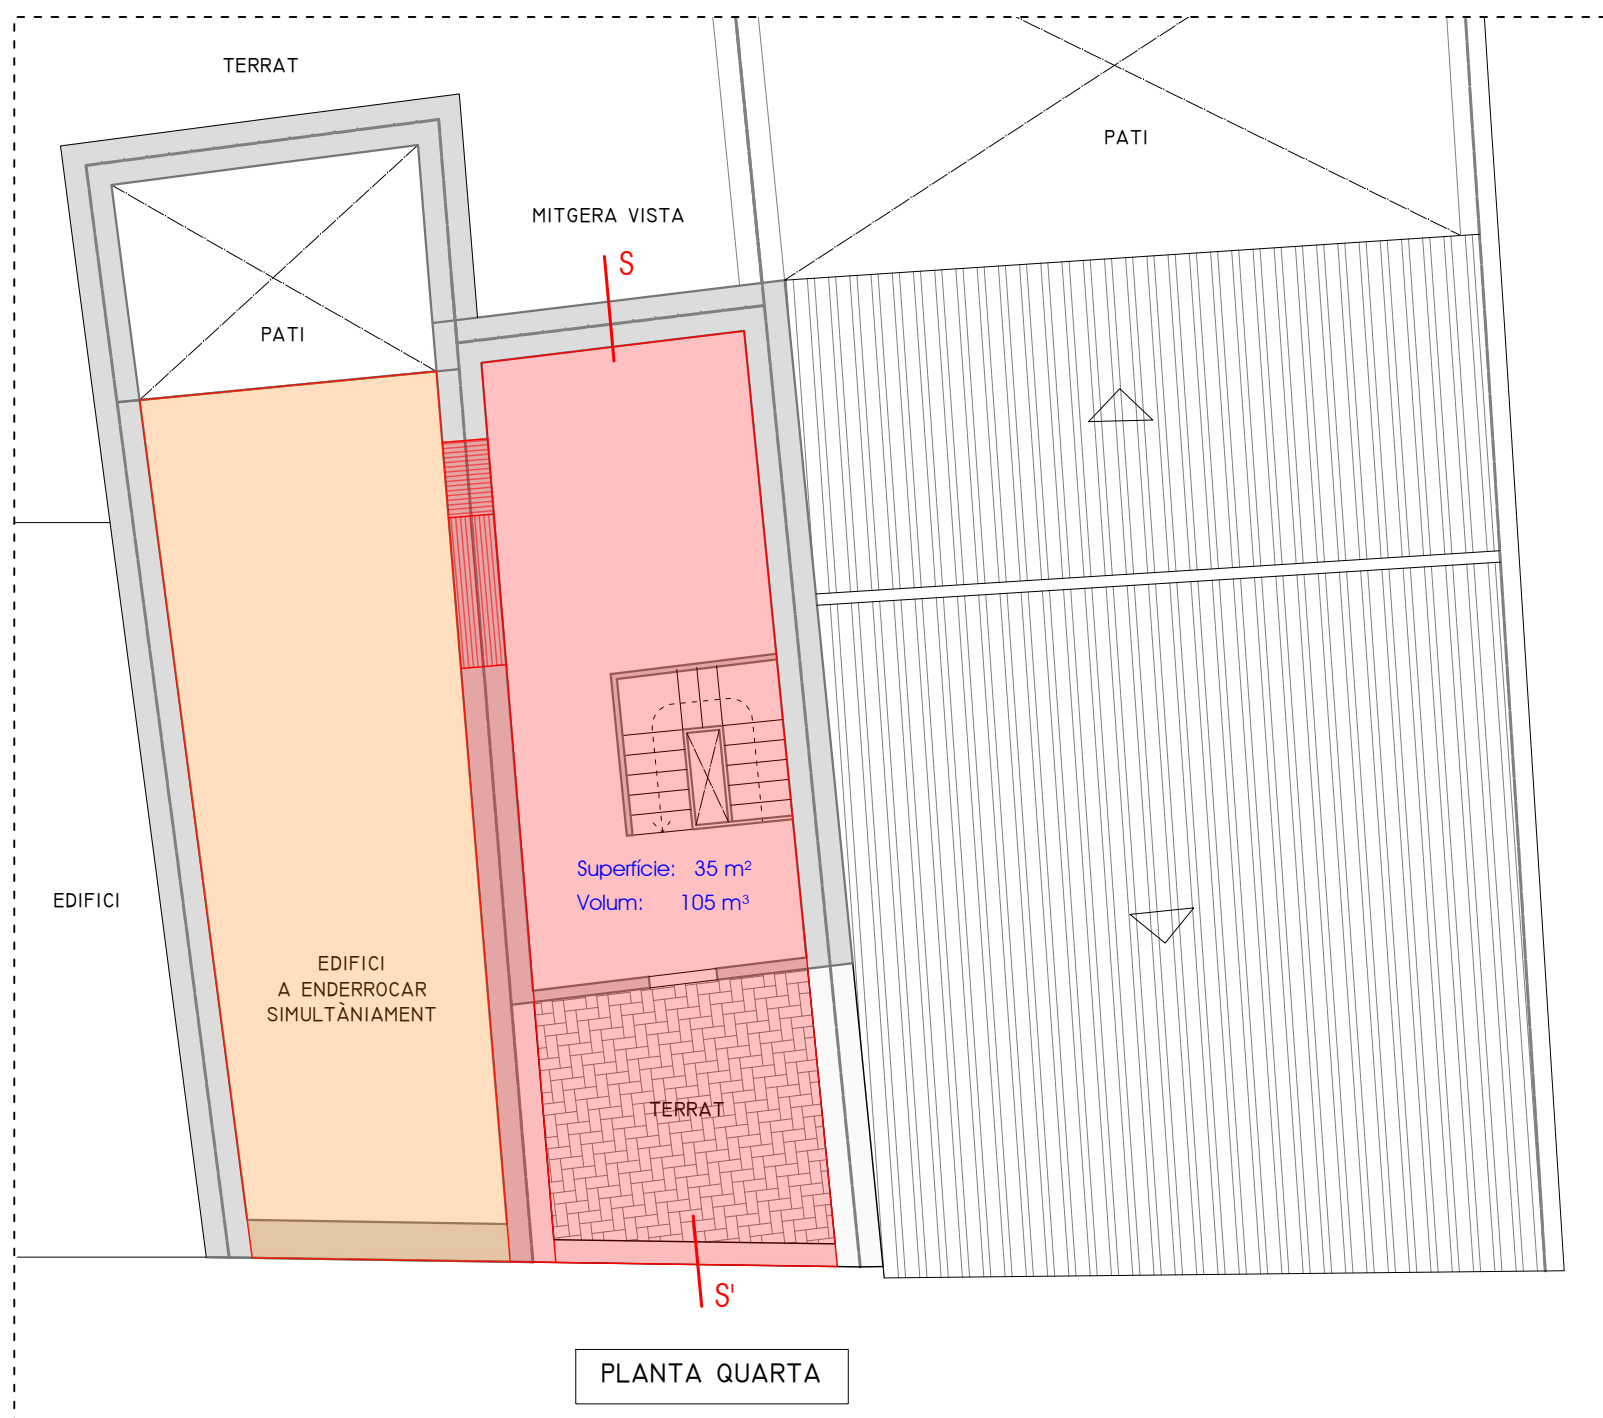 TERRAT
PATI
MITGERA VISTA
S
PATI
Superfície: 35 m²
Volum: 105 m³
EDIFICI
EDIFICI
A ENDERROCAR
SIMULTÀNIAMENT
TERRAT
S'
PLANTA QUARTA